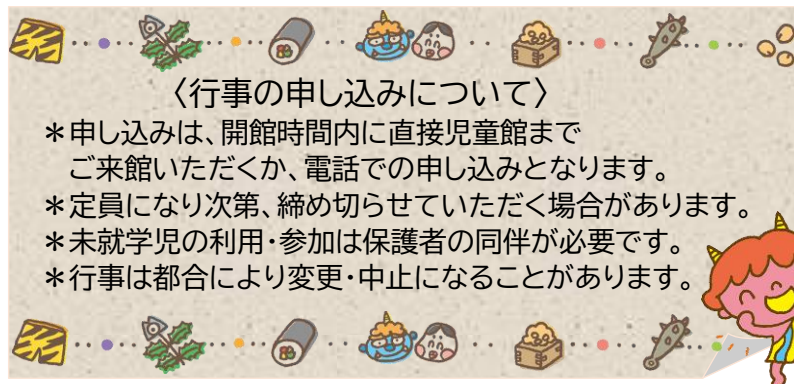 〈行事の申し込みについて〉
＊申し込みは、開館時間内に直接児童館まで
ご来館いただくか、電話での申し込みとなります。
＊定員になり次第、締め切らせていただく場合があります。
＊未就学児の利用・参加は保護者の同伴が必要です。
＊行事は都合により変更・中止になることがあります。